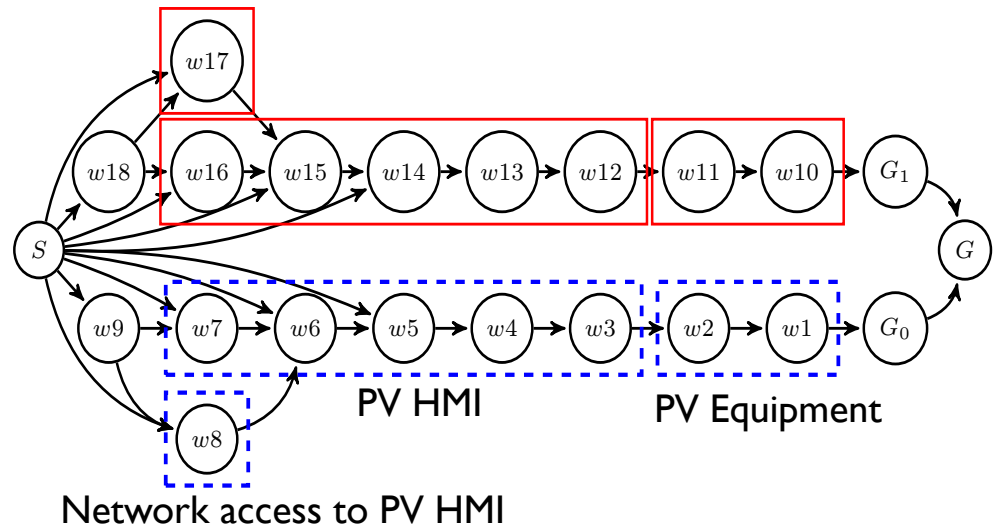 w17
w18 w16 w15 w14 w13 w12 w11 w10 G₁
S G
w9 w7 w6 w5 w4 w3 w2 w1 G₀
PV HMI PV Equipment
w8
Network access to PV HMI